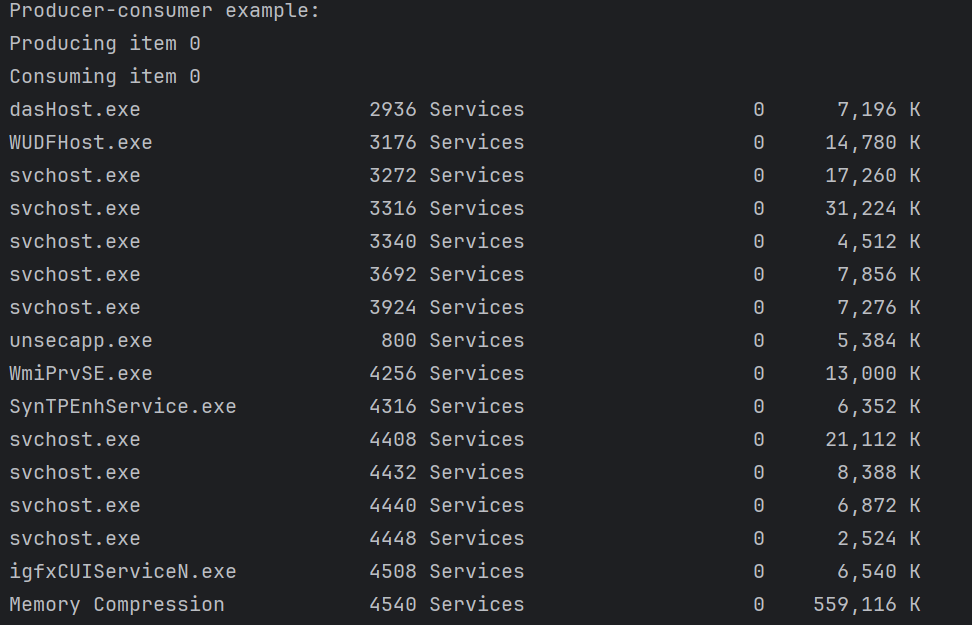 Producer-consumer example:
Producing item 0
Consuming item 0
dasHost.exe                   2936 Services                   0      7,196 K
WUDFHost.exe                  3176 Services                   0     14,780 K
svchost.exe                   3272 Services                   0     17,260 K
svchost.exe                   3316 Services                   0     31,224 K
svchost.exe                   3340 Services                   0      4,512 K
svchost.exe                   3692 Services                   0      7,856 K
svchost.exe                   3924 Services                   0      7,276 K
unsecapp.exe                   800 Services                   0      5,384 K
WmiPrvSE.exe                  4256 Services                   0     13,000 K
SynTPEnhService.exe           4316 Services                   0      6,352 K
svchost.exe                   4408 Services                   0     21,112 K
svchost.exe                   4432 Services                   0      8,388 K
svchost.exe                   4440 Services                   0      6,872 K
svchost.exe                   4448 Services                   0      2,524 K
igfxCUIServiceN.exe           4508 Services                   0      6,540 K
Memory Compression            4540 Services                   0    559,116 K